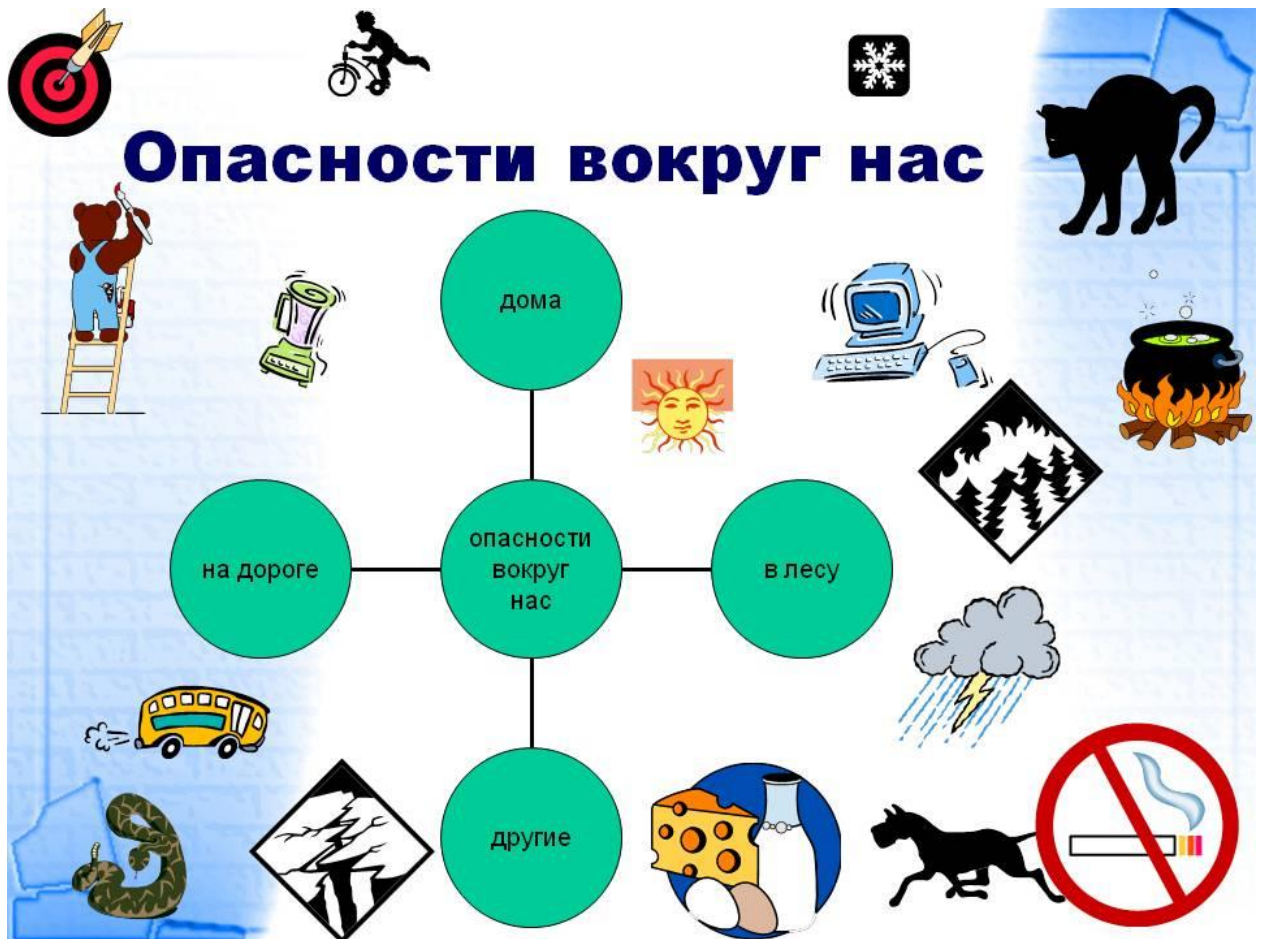 Опасности вокруг нас
дома
на дороге
опасности
вокруг
нас
в лесу
другие